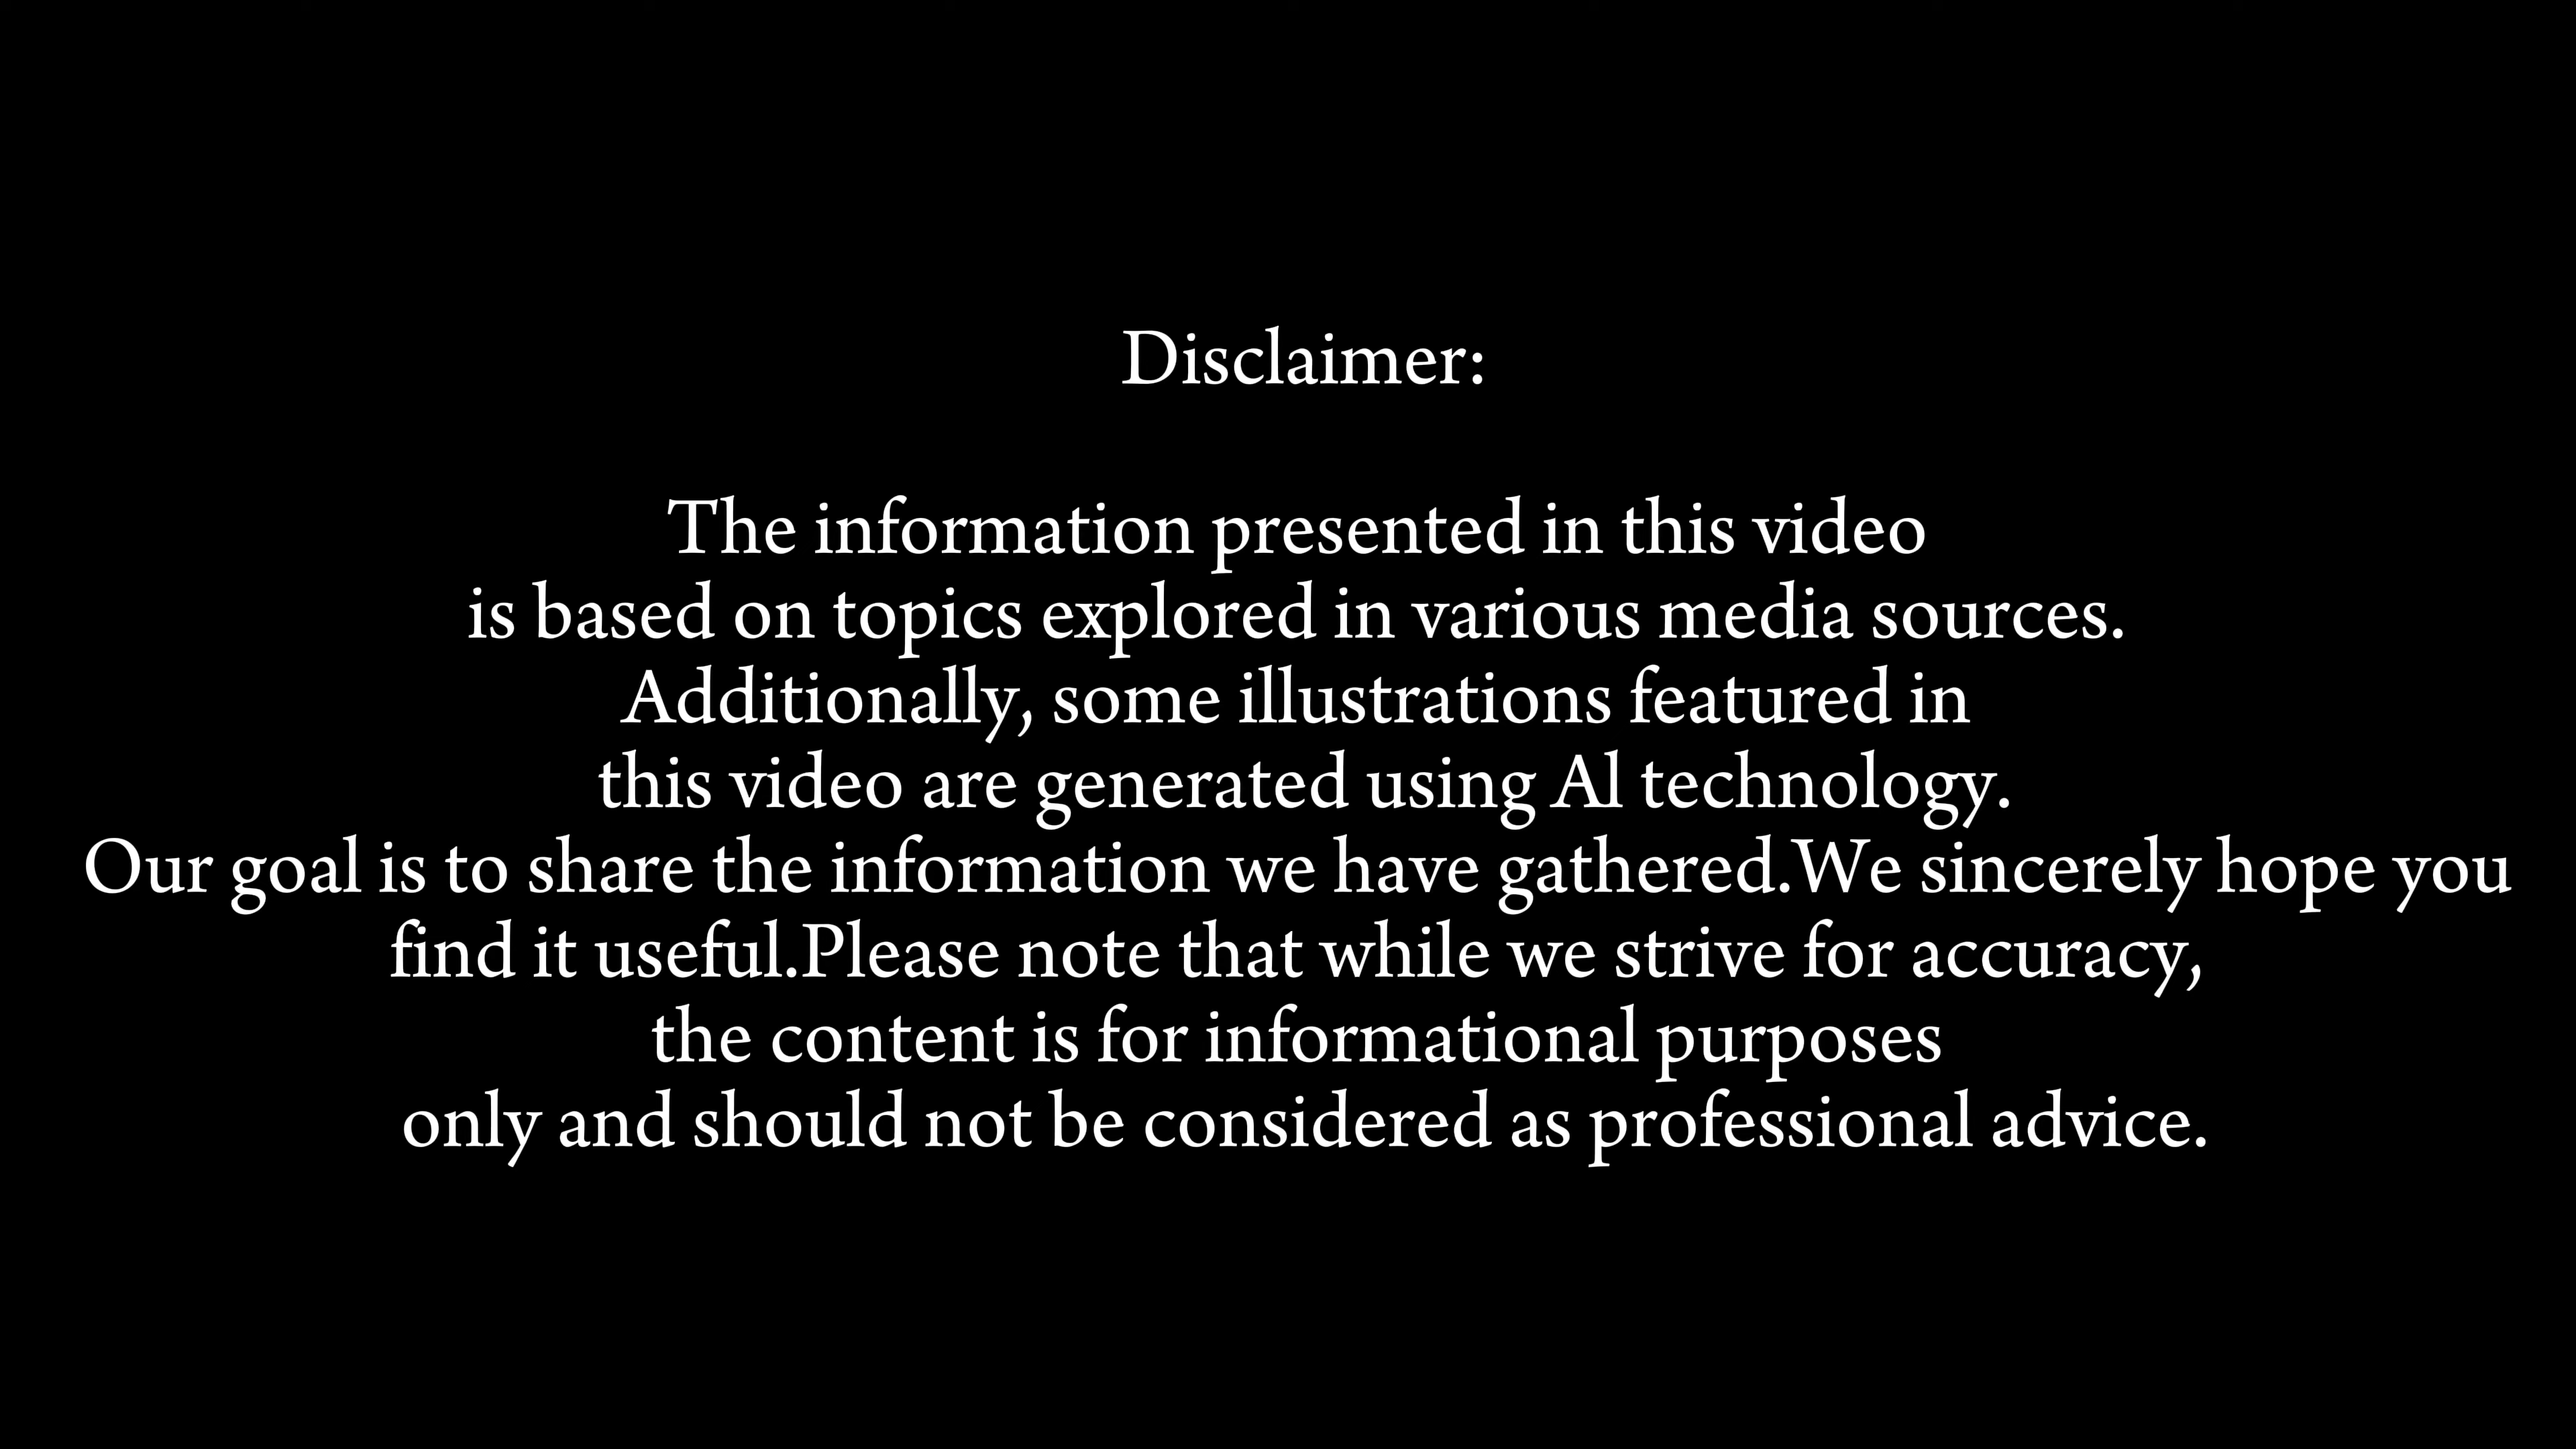 Disclaimer:
The information presented in this video
is based on topics explored in various media sources.
Additionally, some illustrations featured in
this video are generated using Al technology.
Our goal is to share the information we have gathered.We sincerely hope you
find it useful.Please note that while we strive for accuracy,
the content is for informational purposes
only and should not be considered as professional advice.